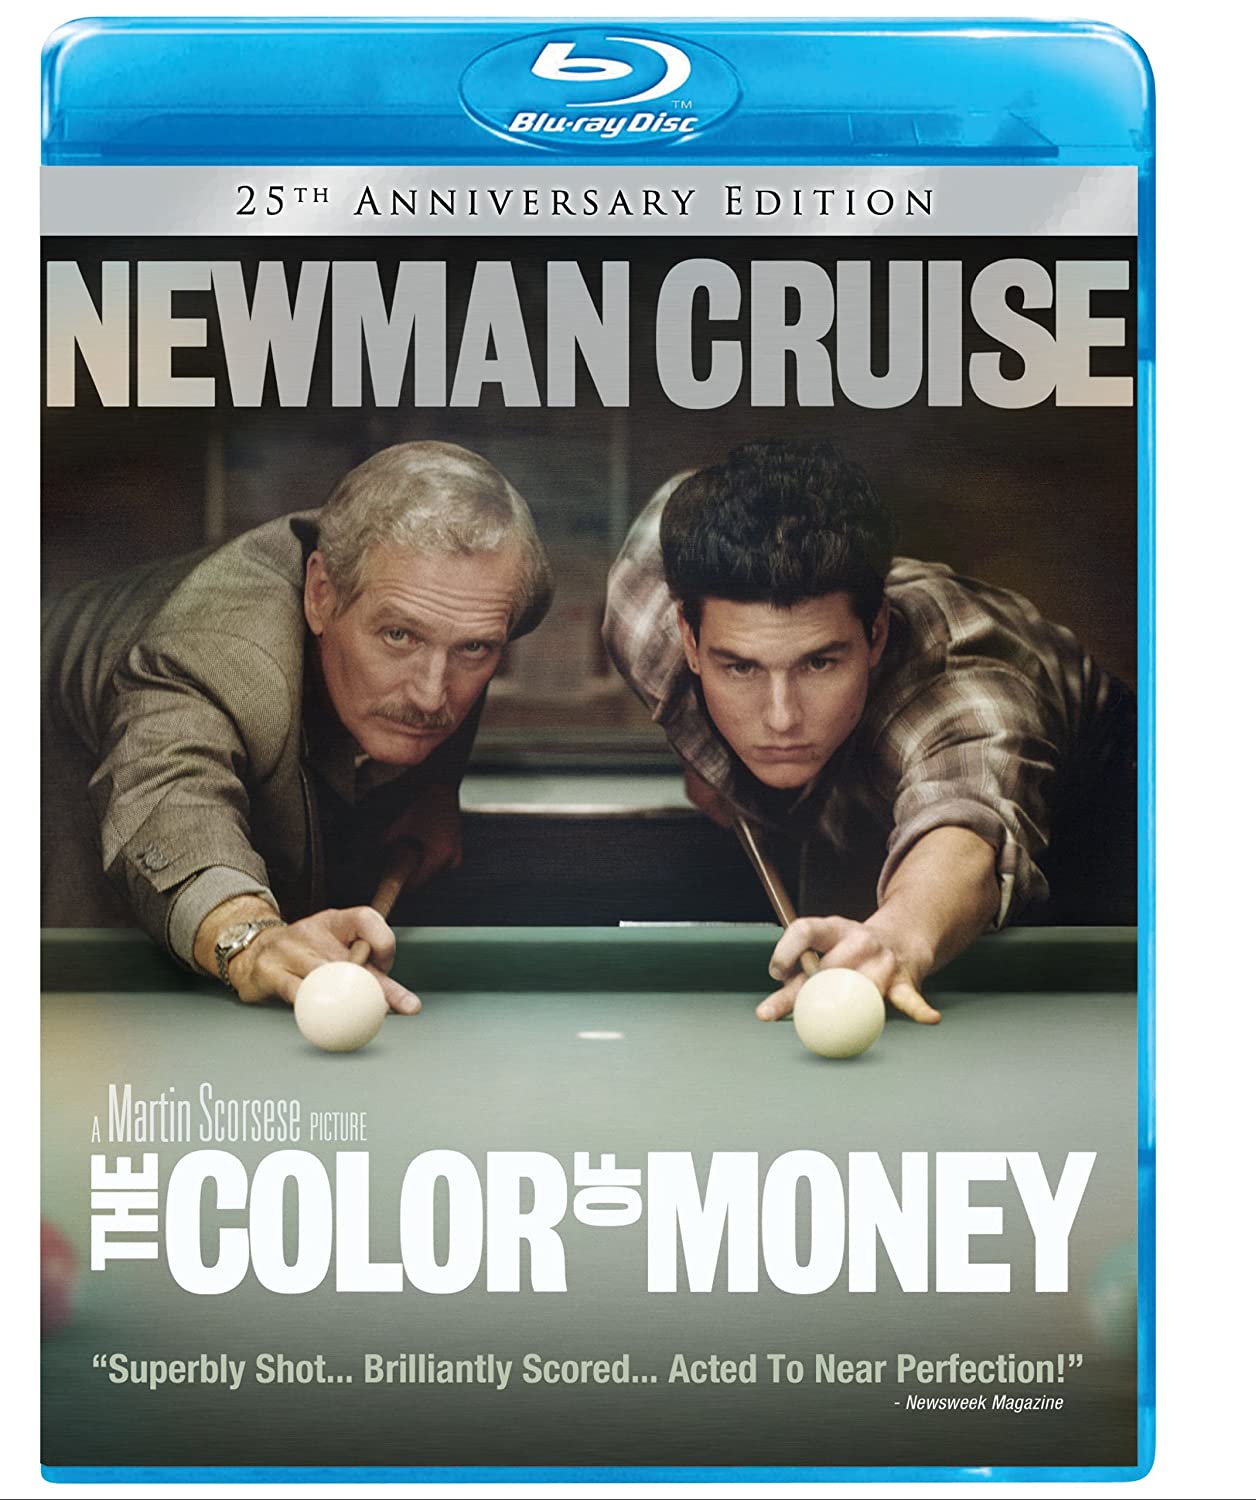 Blu-ray Disc™
25TH ANNIVERSARY EDITION
NEWMAN CRUISE
A Martin Scorsese PICTURE
THE COLOR OF MONEY
“Superbly Shot... Brilliantly Scored... Acted To Near Perfection!”
- Newsweek Magazine